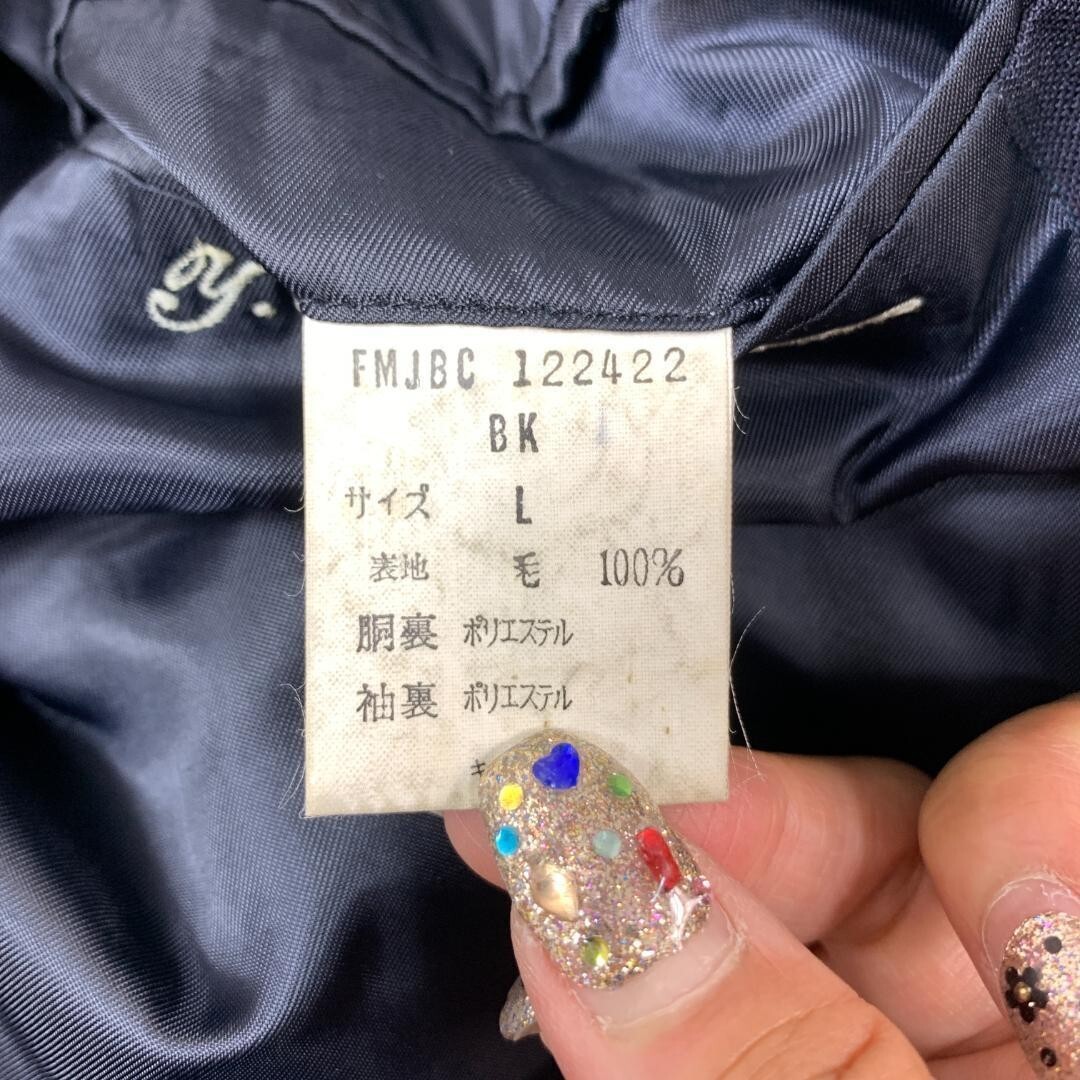 y.
FMJBC 122422
BK
サイズ L
表地 毛 100%
胴裏 ポリエステル
袖裏 ポリエステル
キ